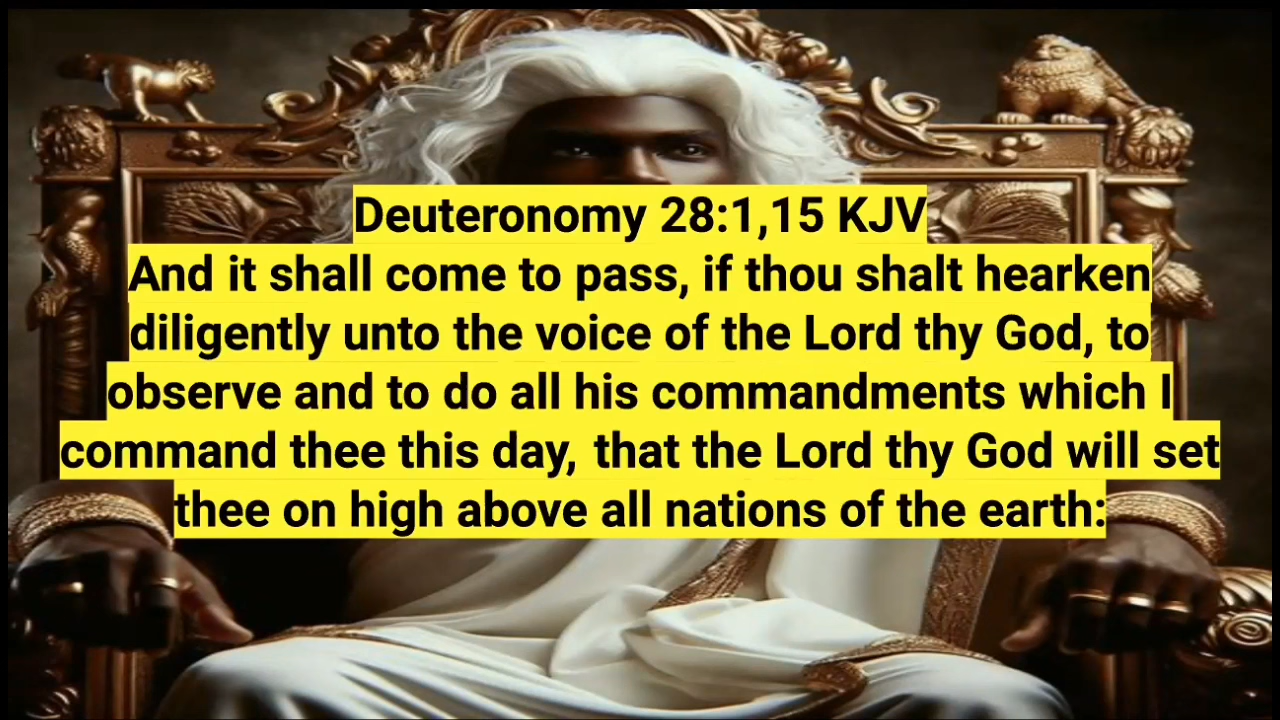 Deuteronomy 28:1,15 KJV
And it shall come to pass, if thou shalt hearken
diligently unto the voice of the Lord thy God, to
observe and to do all his commandments which I
command thee this day, that the Lord thy God will set
thee on high above all nations of the earth: